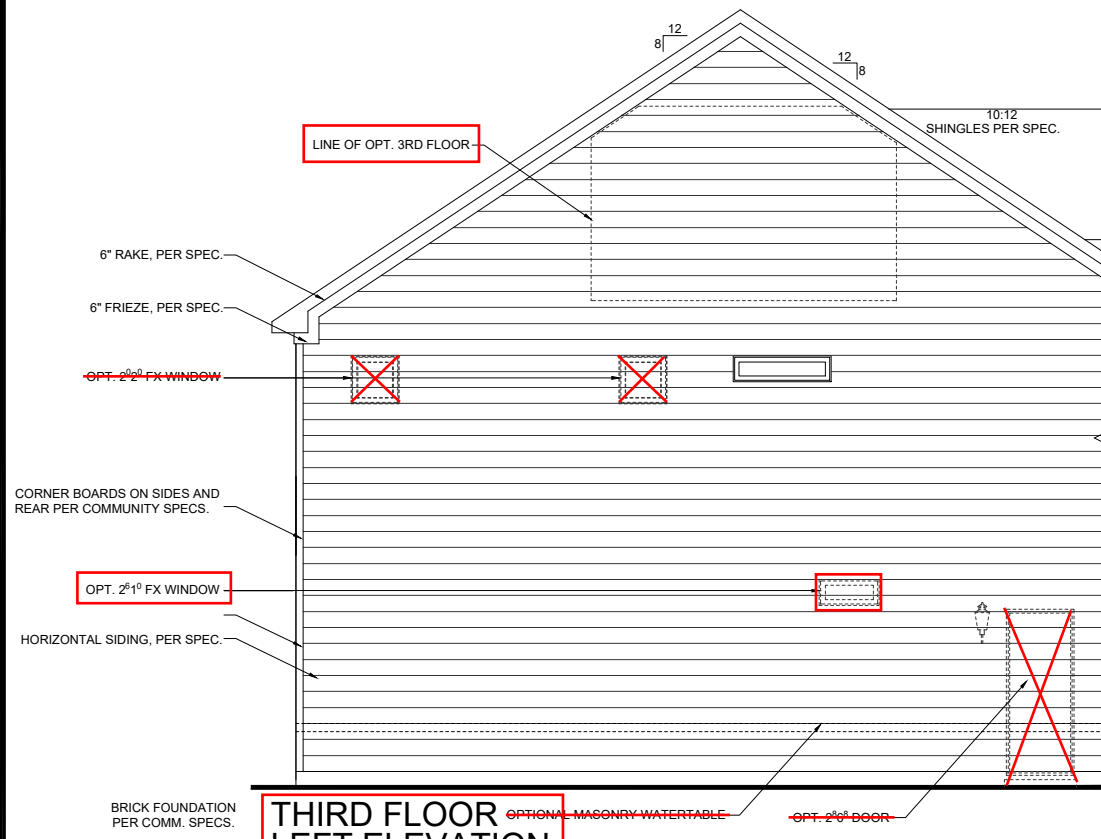 12
8
12
8
10:12
SHINGLES PER SPEC.
LINE OF OPT. 3RD FLOOR
6" RAKE, PER SPEC.
6" FRIEZE, PER SPEC.
OPT. 2⁰2⁰ FX WINDOW
CORNER BOARDS ON SIDES AND
REAR PER COMMUNITY SPECS.
OPT. 2⁶1⁰ FX WINDOW
HORIZONTAL SIDING, PER SPEC.
BRICK FOUNDATION
PER COMM. SPECS.
THIRD FLOOR
LEFT ELEVATION
OPTIONAL MASONRY WATERTABLE
OPT. 2⁸6⁸ DOOR